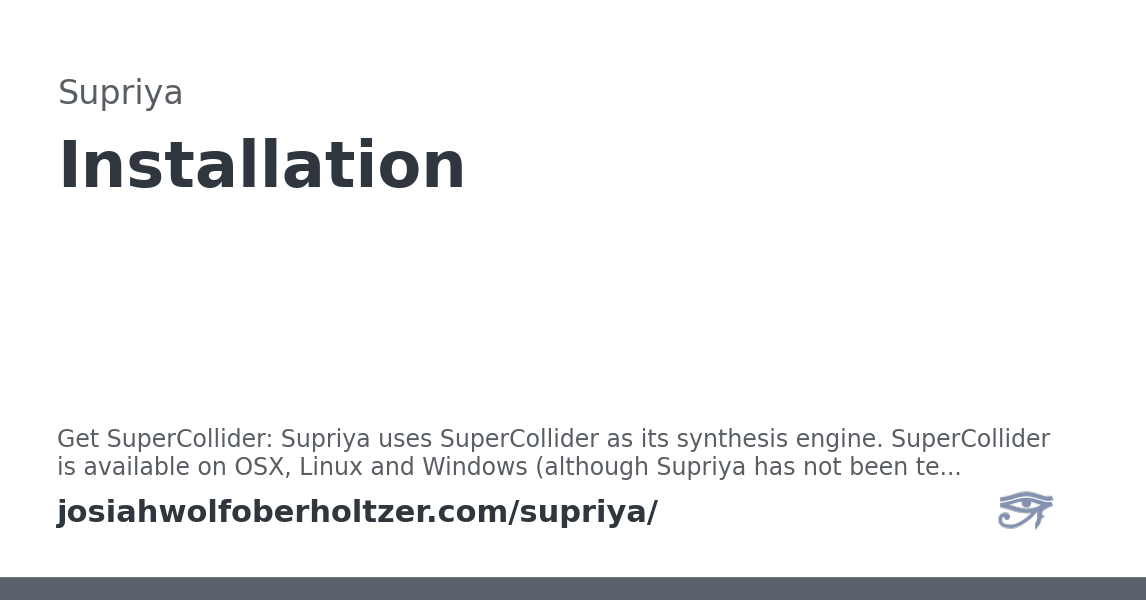 Supriya
Installation
Get SuperCollider: Supriya uses SuperCollider as its synthesis engine. SuperCollider
is available on OSX, Linux and Windows (although Supriya has not been te...
josiahwolfoberholtzer.com/supriya/